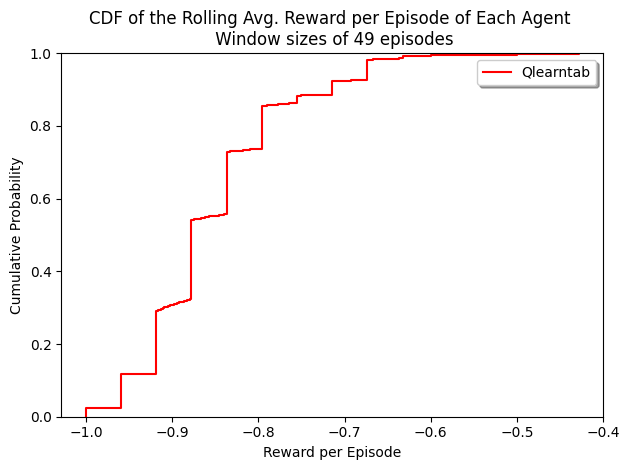 CDF of the Rolling Avg. Reward per Episode of Each Agent
Window sizes of 49 episodes
Qlearntab
1.0
0.8
0.6
0.4
0.2
0.0
Cumulative Probability
−1.0 −0.9 −0.8 −0.7 −0.6 −0.5 −0.4
Reward per Episode